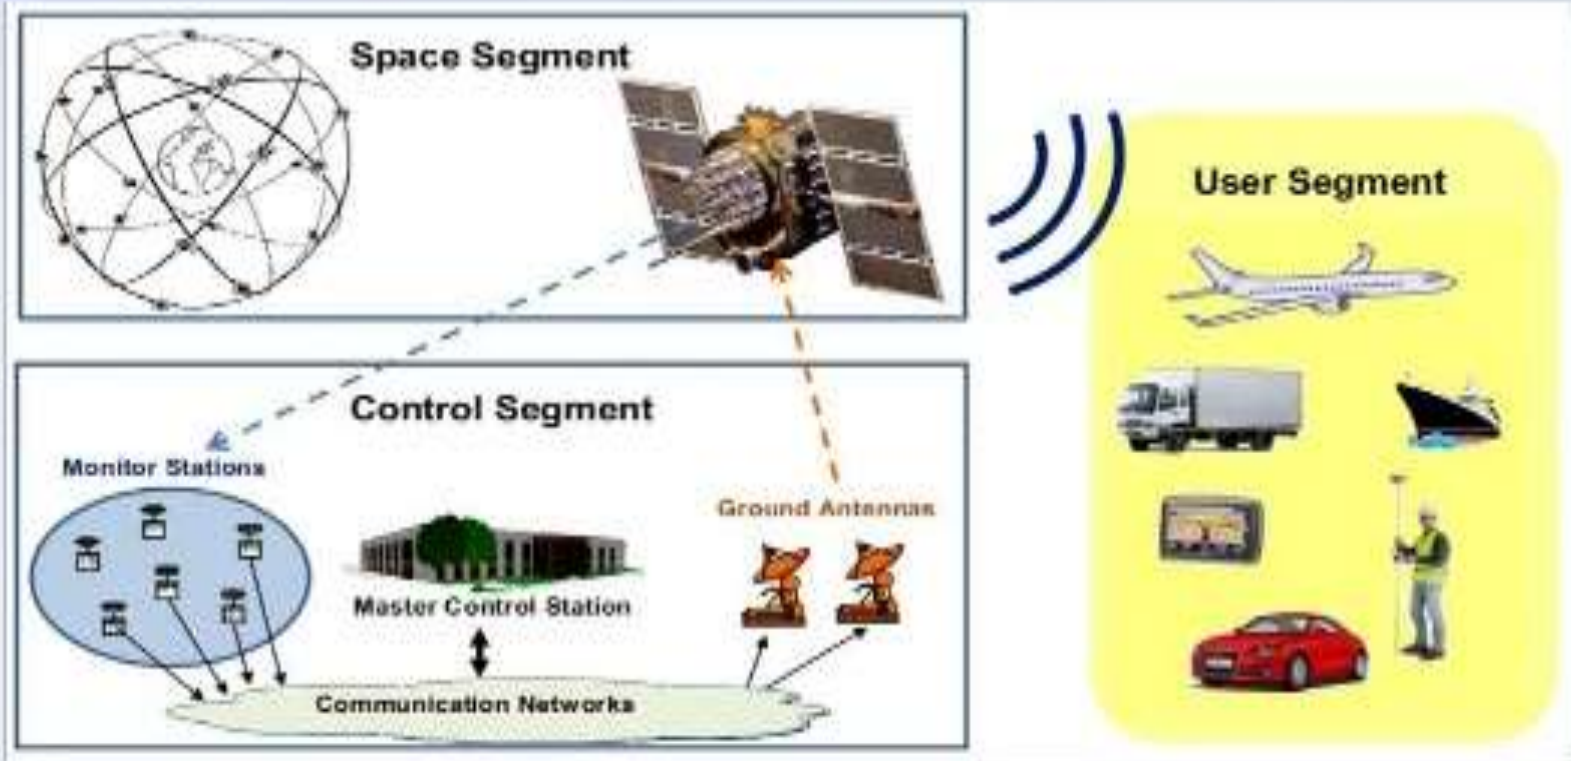 Space Segment
User Segment
Control Segment
Monitor Stations
Ground Antennas
Master Control Station
Communication Networks